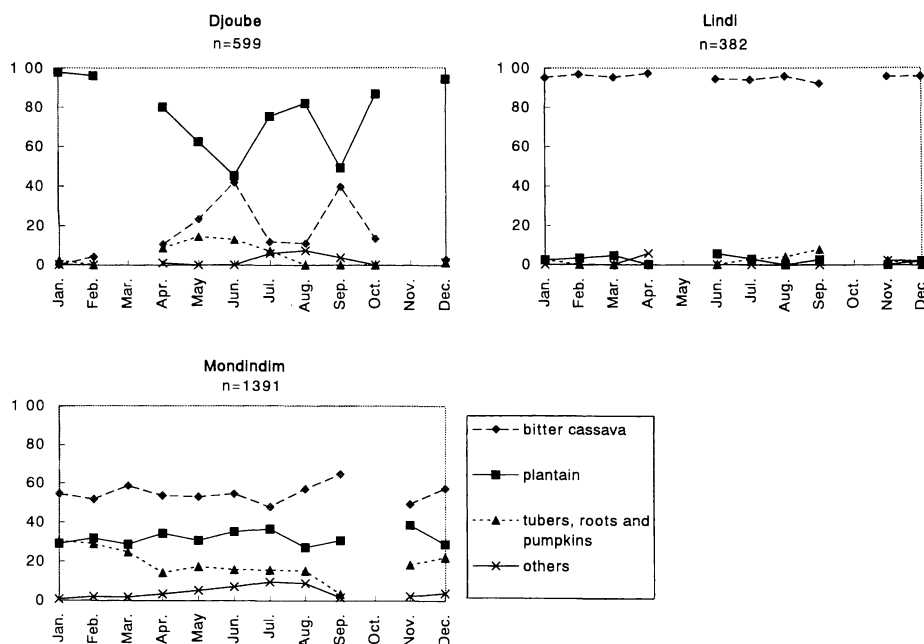 Djoube
n=599
100
80
60
40
20
0
Jan.
Feb.
Mar.
Apr.
May
Jun.
Jul.
Aug.
Sep.
Oct.
Nov.
Dec.
Lindi
n=382
100
80
60
40
20
0
Jan.
Feb.
Mar.
Apr.
May
Jun.
Jul.
Aug.
Sep.
Oct.
Nov.
Dec.
Mondindim
n=1391
100
80
60
40
20
0
Jan.
Feb.
Mar.
Apr.
May
Jun.
Jul.
Aug.
Sep.
Oct.
Nov.
Dec.
bitter cassava
plantain
tubers, roots and
pumpkins
others